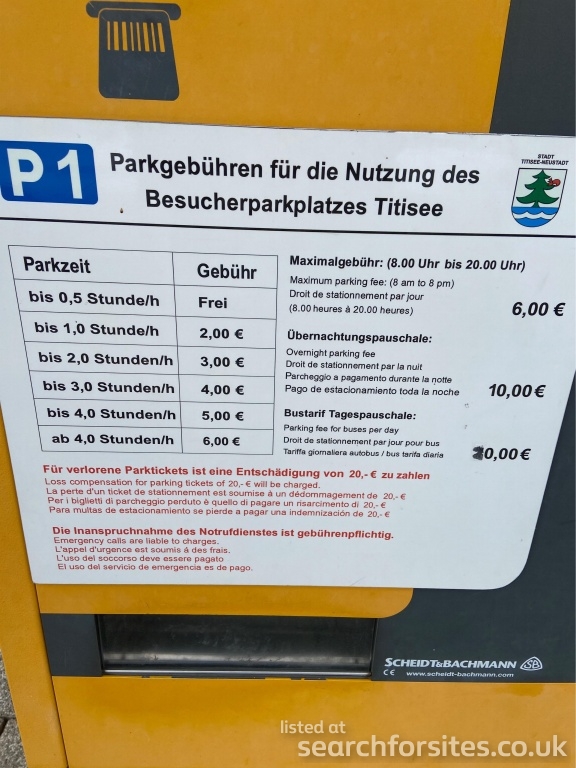 P 1
Parkgebühren für die Nutzung des
Besucherparkplatzes Titisee
STADT
TITISEE-NEUSTADT
Parkzeit Gebühr
bis 0,5 Stunde/h Frei
bis 1,0 Stunde/h 2,00 €
bis 2,0 Stunden/h 3,00 €
bis 3,0 Stunden/h 4,00 €
bis 4,0 Stunden/h 5,00 €
ab 4,0 Stunden/h 6,00 €
Maximalgebühr: (8.00 Uhr bis 20.00 Uhr)
Maximum parking fee: (8 am to 8 pm)
Droit de stationnement par jour
(8.00 heures à 20.00 heures) 6,00 €
Übernachtungspauschale:
Overnight parking fee
Droit de stationnement par la nuit
Parcheggio a pagamento durante la notte
Pago de estacionamiento toda la noche 10,00 €
Bustarif Tagespauschale:
Parking fee for buses per day
Droit de stationnement par jour pour bus
Tariffa giornaliera autobus / bus tarifa diaria 0,00 €
Für verlorene Parktickets ist eine Entschädigung von 20,- € zu zahlen
Loss compensation for parking tickets of 20,- € will be charged.
La perte d'un ticket de stationnement est soumise à un dédommagement de 20,- €
Per i biglietti di parcheggio perduto è quello di pagare un risarcimento di 20,- €
Para multas de estacionamiento se pierde a pagar una indemnización de 20,- €
Die Inanspruchnahme des Notrufdienstes ist gebührenpflichtig.
Emergency calls are liable to charges.
L'appel d'urgence est soumis á des frais.
L'uso del soccorso deve essere pagato
El uso del servicio de emergencia es de pago.
SCHEIDT&BACHMANN SB
CE www.scheidt-bachmann.com
listed at
searchforsites.co.uk